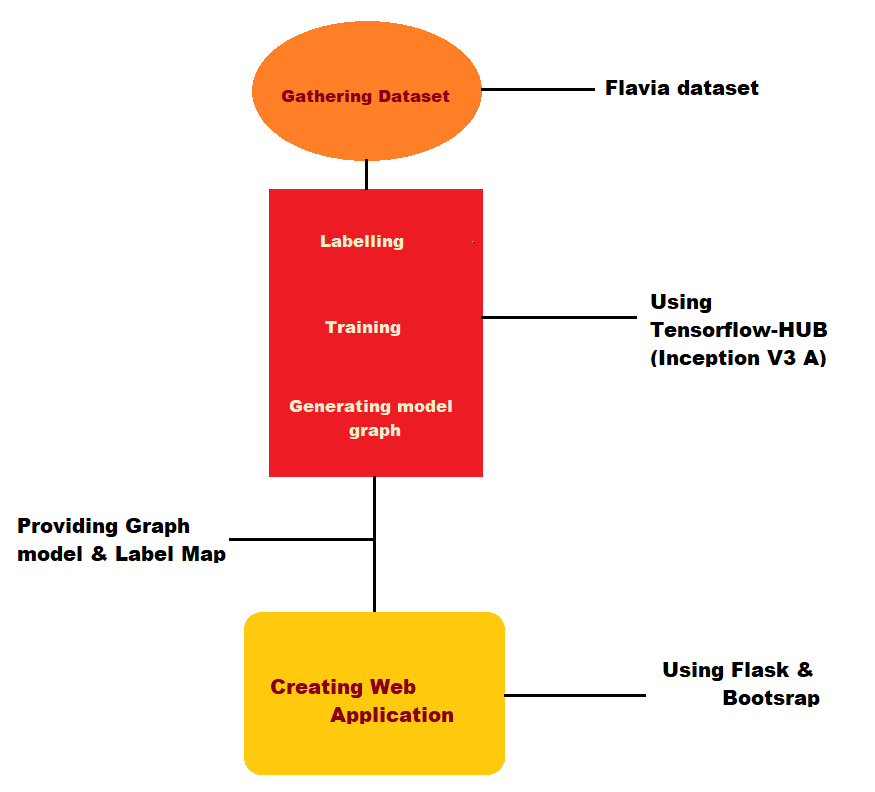 Gathering Dataset
Flavia dataset
Labelling
Training
Generating model
graph
Using
Tensorflow-HUB
(Inception V3 A)
Providing Graph
model & Label Map
Creating Web
Application
Using Flask &
Bootsrap